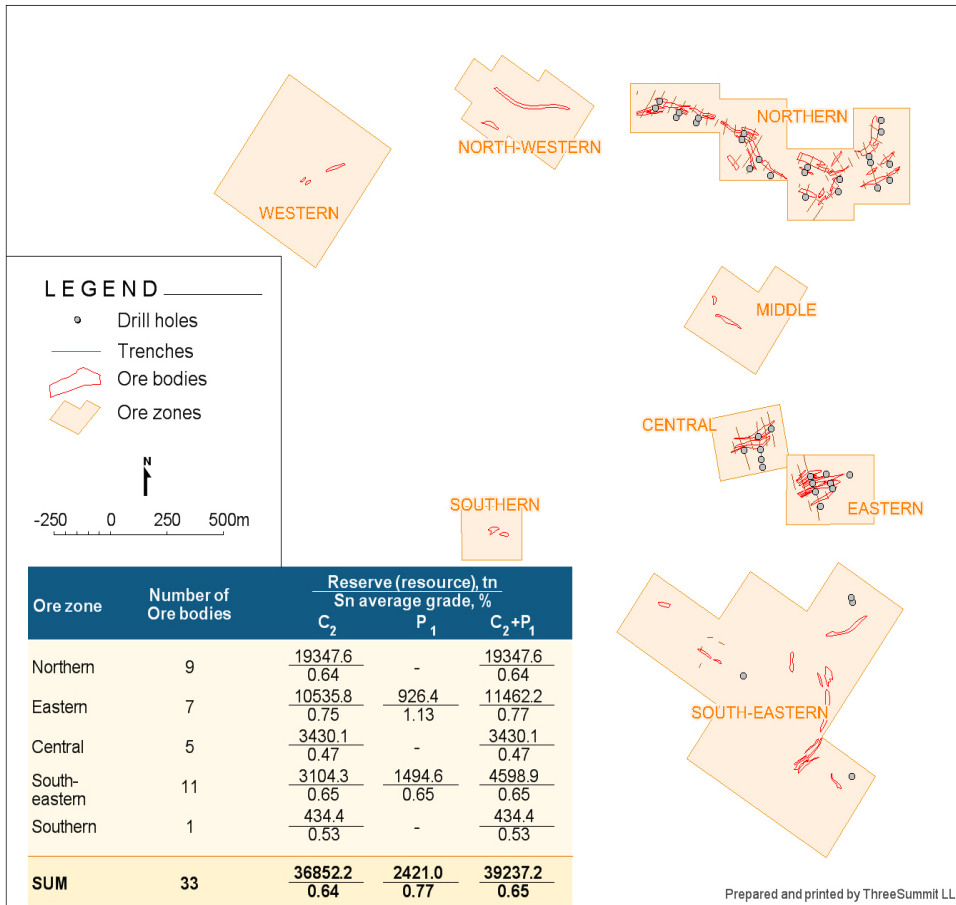 NORTHERN
NORTH-WESTERN
WESTERN
LEGEND
Drill holes
Trenches
Ore bodies
Ore zones
N
-250 0 250 500m
MIDDLE
CENTRAL
EASTERN
SOUTHERN
SOUTH-EASTERN
Ore zone Number of Ore bodies Reserve (resource), tn
Sn average grade, %
C2 P1 C2+P1
Northern 9 19347.6 - 19347.6
0.64 0.64
Eastern 7 10535.8 926.4 11462.2
0.75 1.13 0.77
Central 5 3430.1 - 3430.1
0.47 0.47
South-
eastern 11 3104.3 1494.6 4598.9
0.65 0.65 0.65
Southern 1 434.4 - 434.4
0.53 0.53
SUM 33 36852.2 2421.0 39237.2
0.64 0.77 0.65
Prepared and printed by ThreeSummit LL